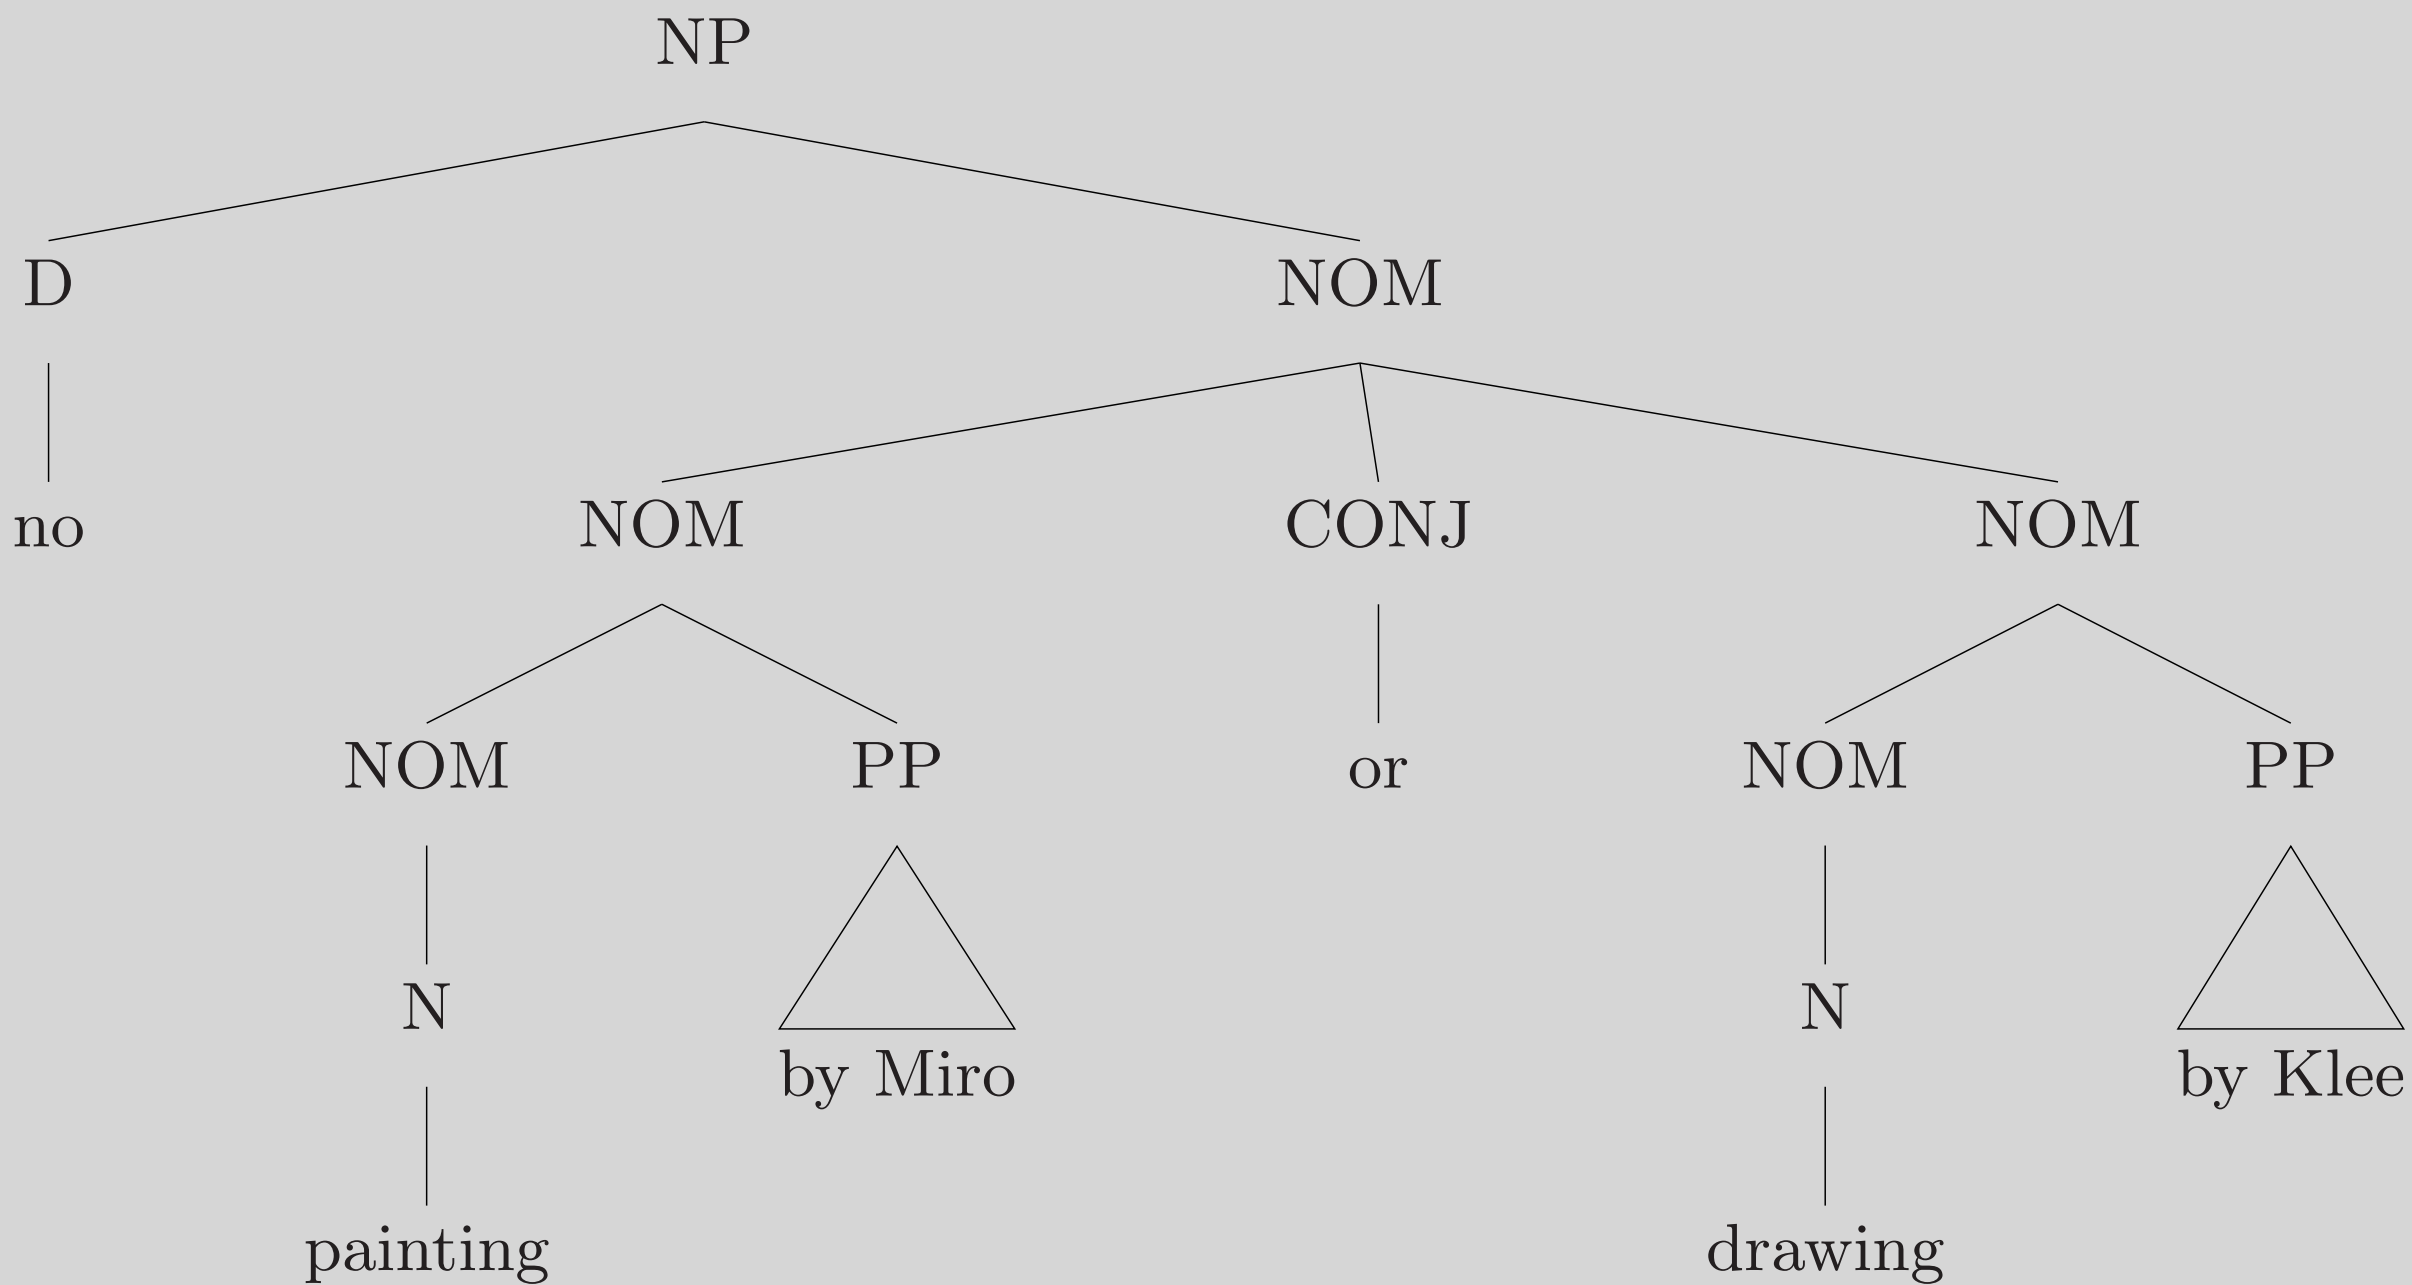 NP
D NOM
no NOM CONJ NOM
NOM PP or NOM PP
N N
by Miro by Klee
painting drawing